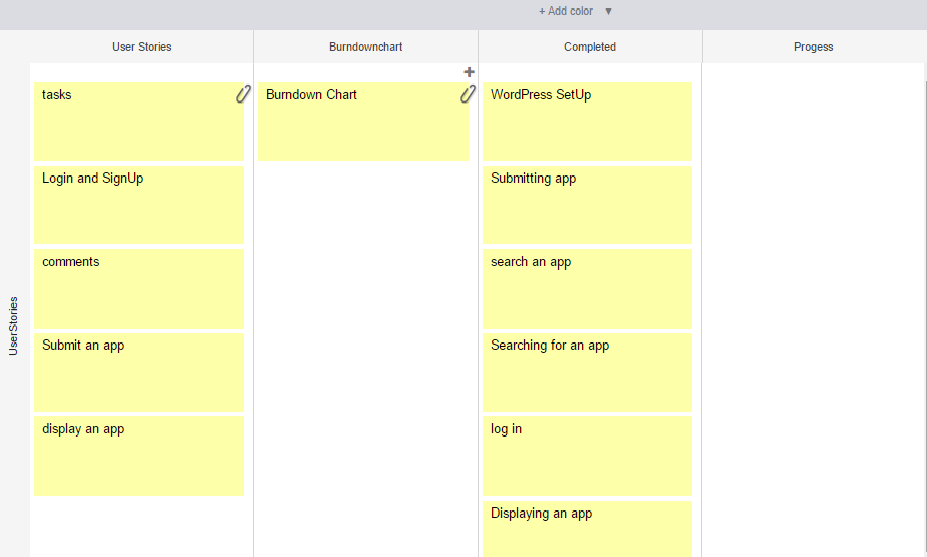 + Add color ▼
User Stories
Burndownchart
Completed
Progess
UserStories
tasks
Login and SignUp
comments
Submit an app
display an app
Burndown Chart
WordPress SetUp
Submitting app
search an app
Searching for an app
log in
Displaying an app